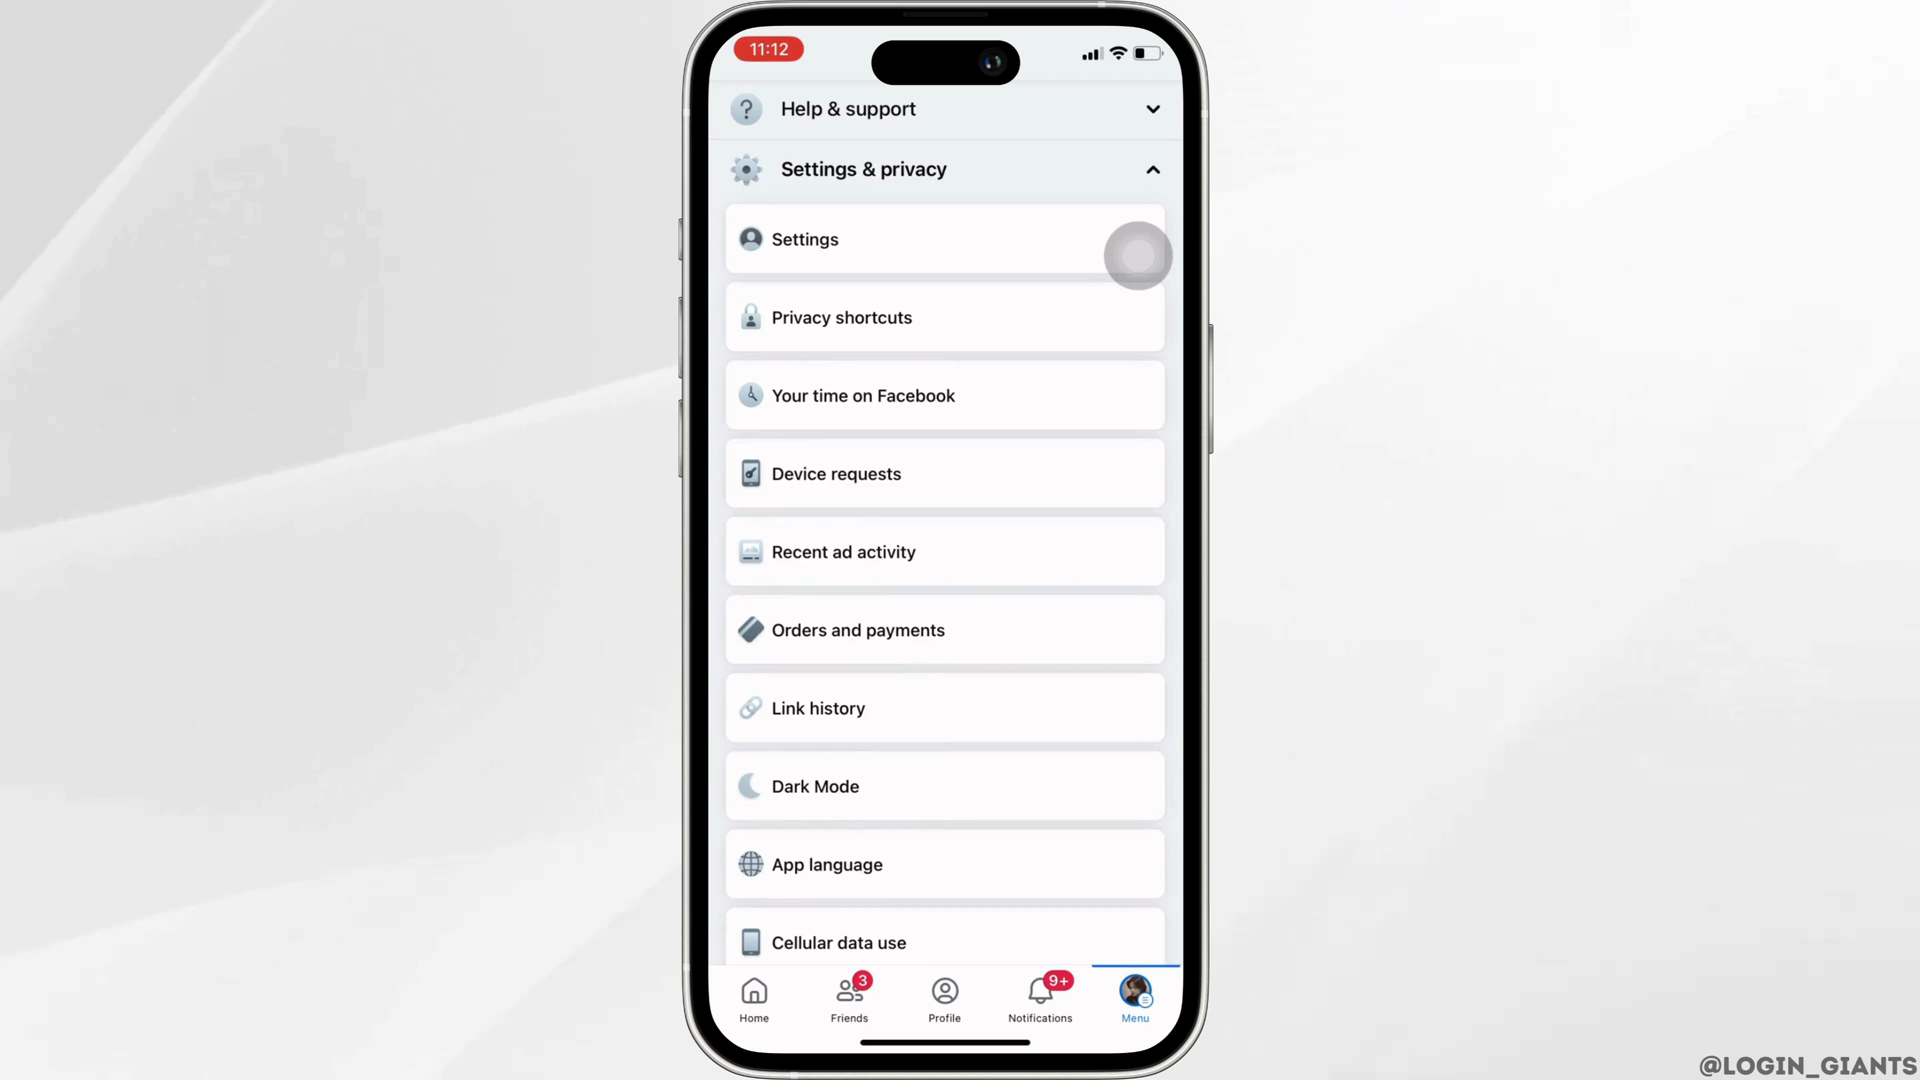 11:12
Help & support
Settings & privacy
Settings
Privacy shortcuts
Your time on Facebook
Device requests
Recent ad activity
Orders and payments
Link history
Dark Mode
App language
Cellular data use
3
9+
Home
Friends
Profile
Notifications
Menu
@LOGIN_GIANTS